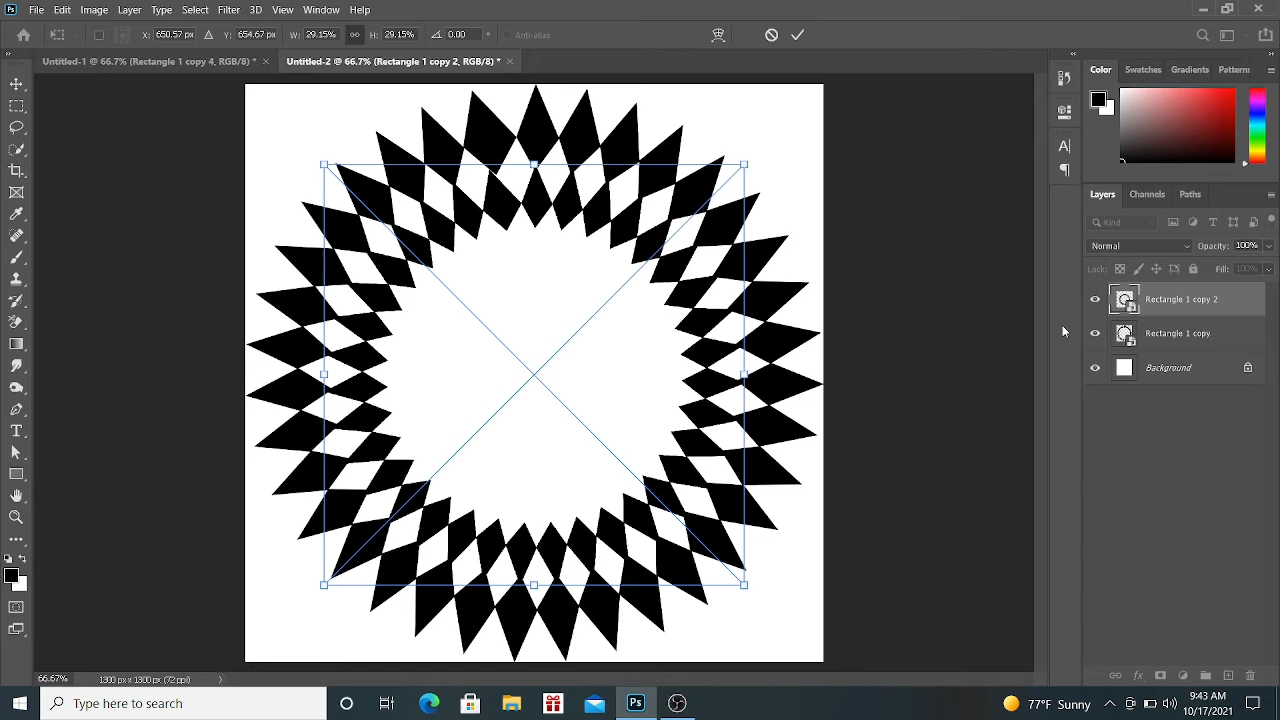 Ps File Edit Image Layer Type Select Filter 3D View Window Help
X: 650.57 px Y: 654.67 px W: 29.15% H: 29.15% 0.00 ° Anti-alias
Untitled-1 @ 66.7% (Rectangle 1 copy 4, RGB/8) * × Untitled-2 @ 66.7% (Rectangle 1 copy 2, RGB/8) * ×
Color Swatches Gradients Patterns
Layers Channels Paths
Kind
Normal Opacity: 100%
Lock: Fill: 100%
Rectangle 1 copy 2
Rectangle 1 copy
Background
66.67% 1300 px x 1300 px (72 ppi)
Type here to search
Ps
77°F Sunny
9:43 AM
10/17/2021